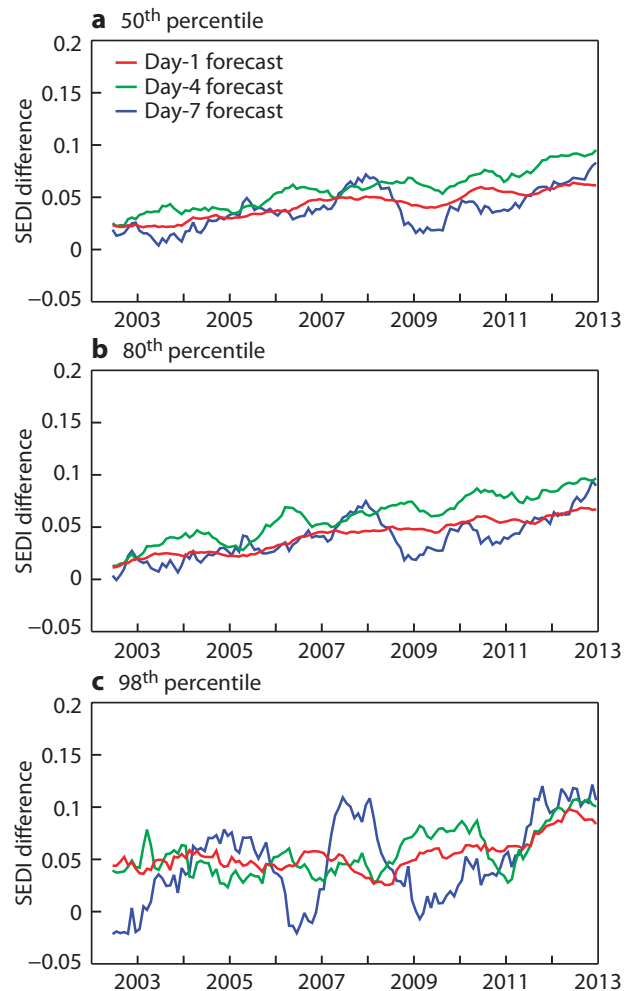 a 50th percentile
0.2
0.15
0.1
0.05
0
−0.05
SEDI difference
Day-1 forecast
Day-4 forecast
Day-7 forecast
2003 2005 2007 2009 2011 2013
b 80th percentile
0.2
0.15
0.1
0.05
0
−0.05
SEDI difference
2003 2005 2007 2009 2011 2013
c 98th percentile
0.2
0.15
0.1
0.05
0
−0.05
SEDI difference
2003 2005 2007 2009 2011 2013